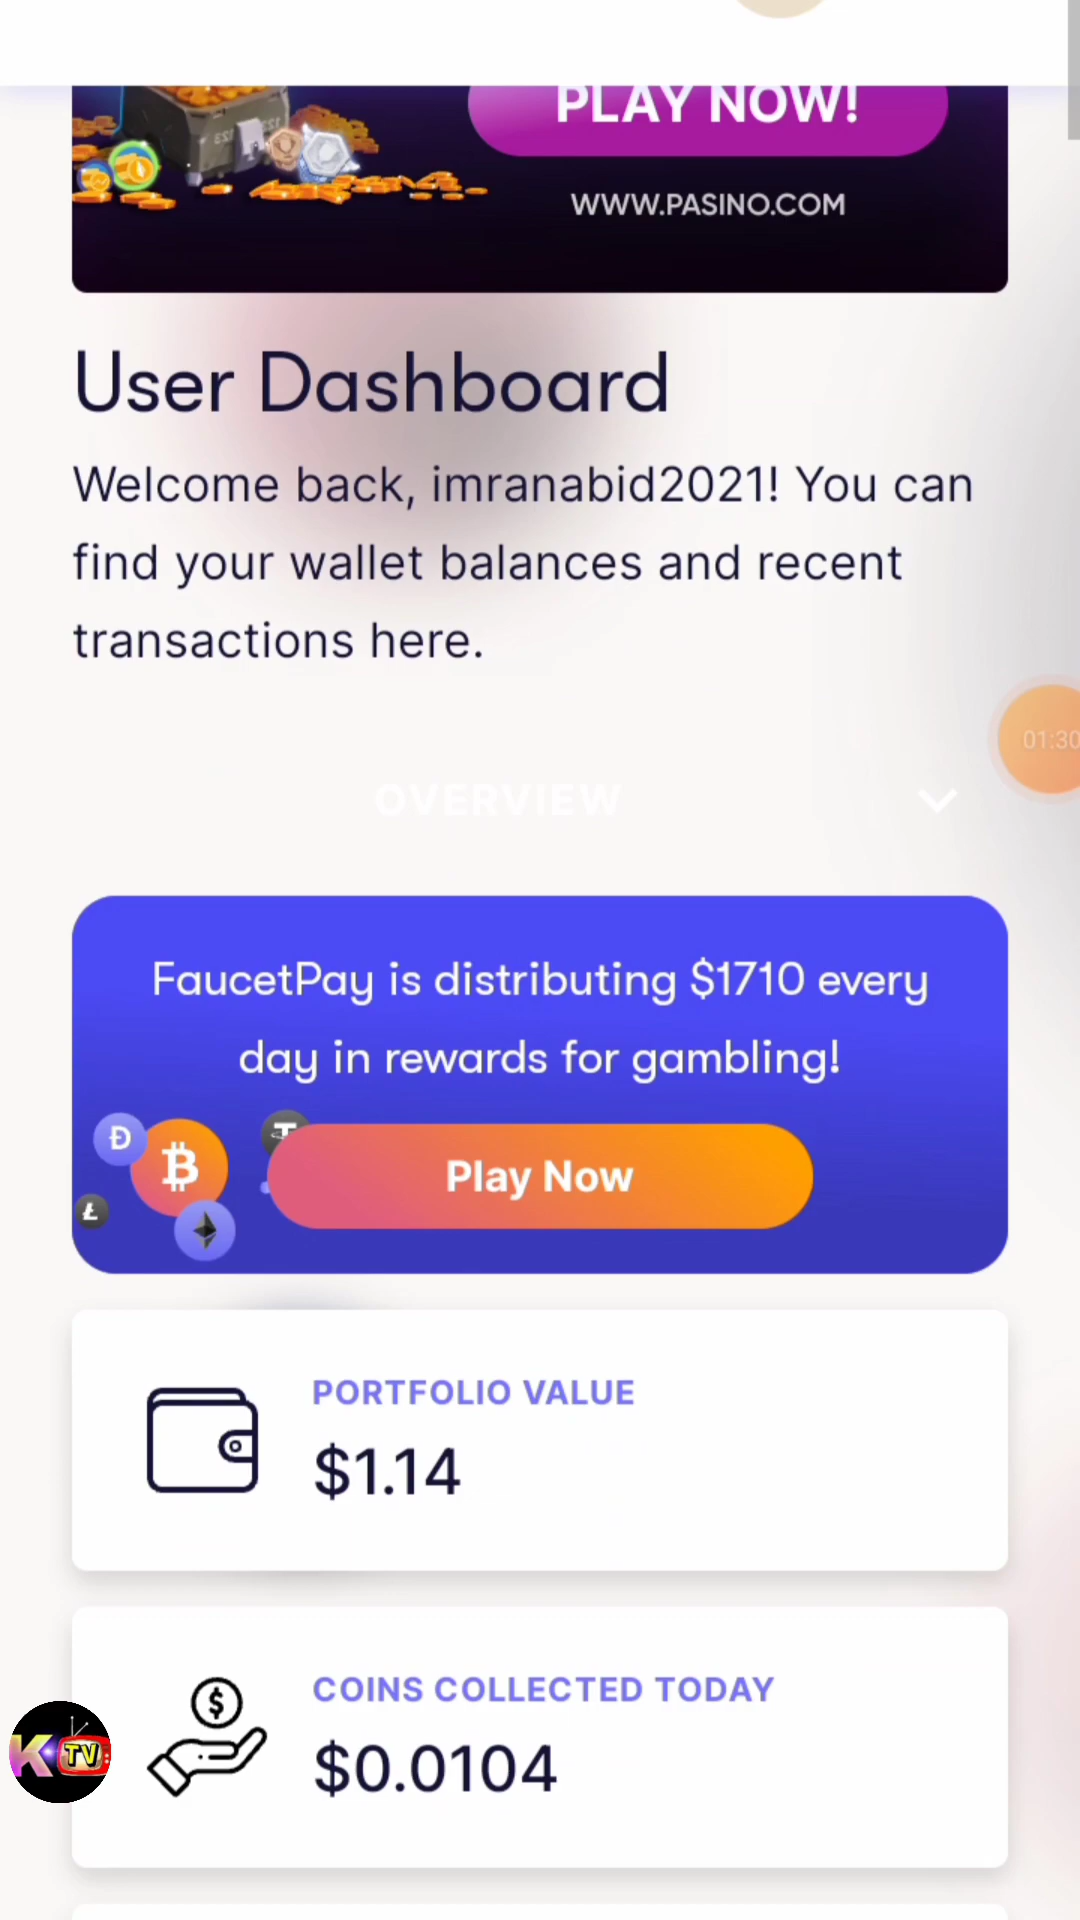 PLAY NOW!
WWW.PASINO.COM
User Dashboard
Welcome back, imranabid2021! You can
find your wallet balances and recent
transactions here.
01:30
OVERVIEW
FaucetPay is distributing $1710 every
day in rewards for gambling!
Play Now
PORTFOLIO VALUE
$1.14
COINS COLLECTED TODAY
$0.0104
K TV